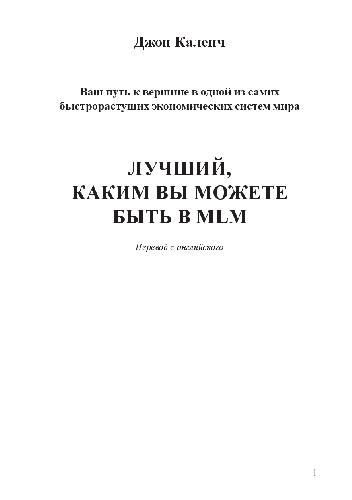 Джон Каленч
Ваш путь к вершине в одной из самих
быстрорастущих экономических систем мира
ЛУЧШИЙ,
КАКИМ ВЫ МОЖЕТЕ
БЫТЬ В MLM
Перевод с английского
1